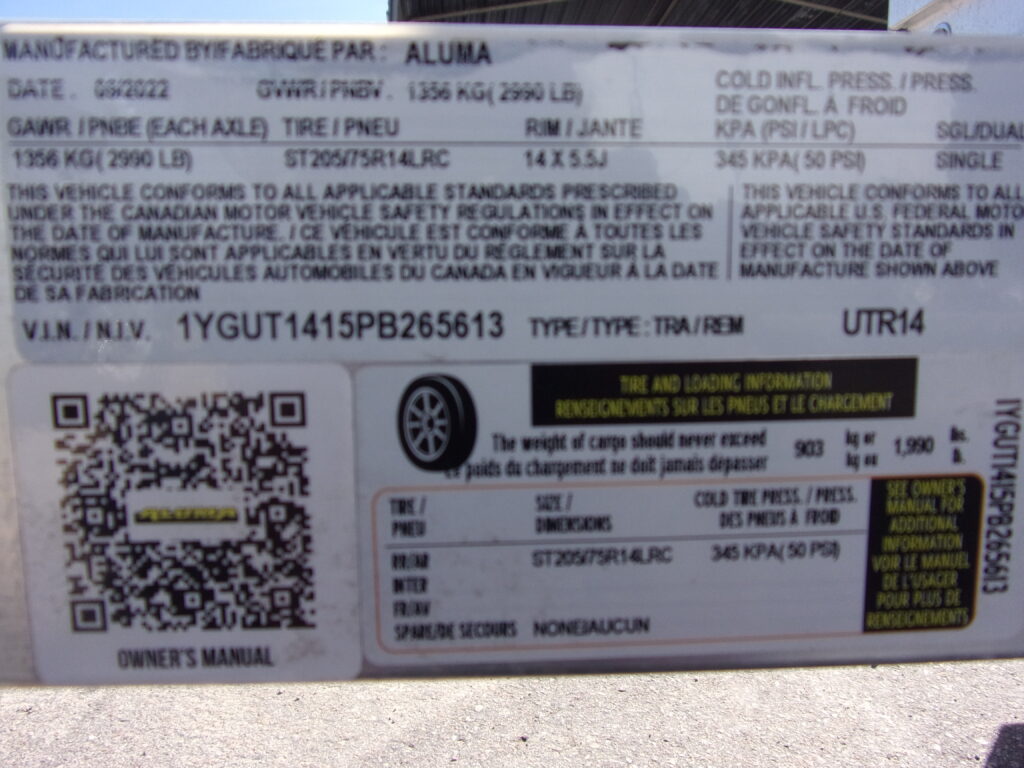 MANUFACTURED BY/FABRIQUE PAR : ALUMA
DATE . 09/2022 GVWR / PNBV . 1356 KG( 2990 LB)
COLD INFL. PRESS. / PRESS.
DE GONFL. À FROID
GAWR / PNBE (EACH AXLE) TIRE / PNEU RIM / JANTE KPA (PSI / LPC) SGL/DUAL
1356 KG( 2990 LB) ST205/75R14LRC 14 X 5.5J 345 KPA( 50 PSI) SINGLE
THIS VEHICLE CONFORMS TO ALL APPLICABLE STANDARDS PRESCRIBED
UNDER THE CANADIAN MOTOR VEHICLE SAFETY REGULATIONS IN EFFECT ON
THE DATE OF MANUFACTURE. / CE VÉHICULE EST CONFORME À TOUTES LES
NORMES QUI LUI SONT APPLICABLES EN VERTU DU RÈGLEMENT SUR LA
SÉCURITÉ DES VÉHICULES AUTOMOBILES DU CANADA EN VIGUEUR À LA DATE
DE SA FABRICATION
THIS VEHICLE CONFORMS TO ALL
APPLICABLE U.S. FEDERAL MOTO
VEHICLE SAFETY STANDARDS IN
EFFECT ON THE DATE OF
MANUFACTURE SHOWN ABOVE
V.I.N. / N.I.V. 1YGUT1415PB265613 TYPE / TYPE : TRA / REM UTR14
OWNER'S MANUAL
TIRE AND LOADING INFORMATION
RENSEIGNEMENTS SUR LES PNEUS ET LE CHARGEMENT
The weight of cargo should never exceed 903 kg or 1,990 lbs.
Le poids du chargement ne doit jamais dépasser kg ou lb.
TIRE / SIZE / COLD TIRE PRESS. / PRESS.
PNEU DIMENSIONS DES PNEUS À FROID
RR/AR ST205/75R14LRC 345 KPA( 50 PSI)
INTER
FR/AV
SPARE/DE SECOURS NONE/AUCUN
SEE OWNER'S
MANUAL FOR
ADDITIONAL
INFORMATION
VOIR LE MANUEL
DE L'USAGER
POUR PLUS DE
RENSEIGNEMENTS
1YGUT1415PB265613